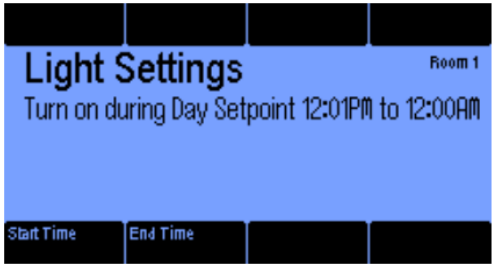 Light Settings
Room 1
Turn on during Day Setpoint 12:01PM to 12:00AM
Start Time
End Time